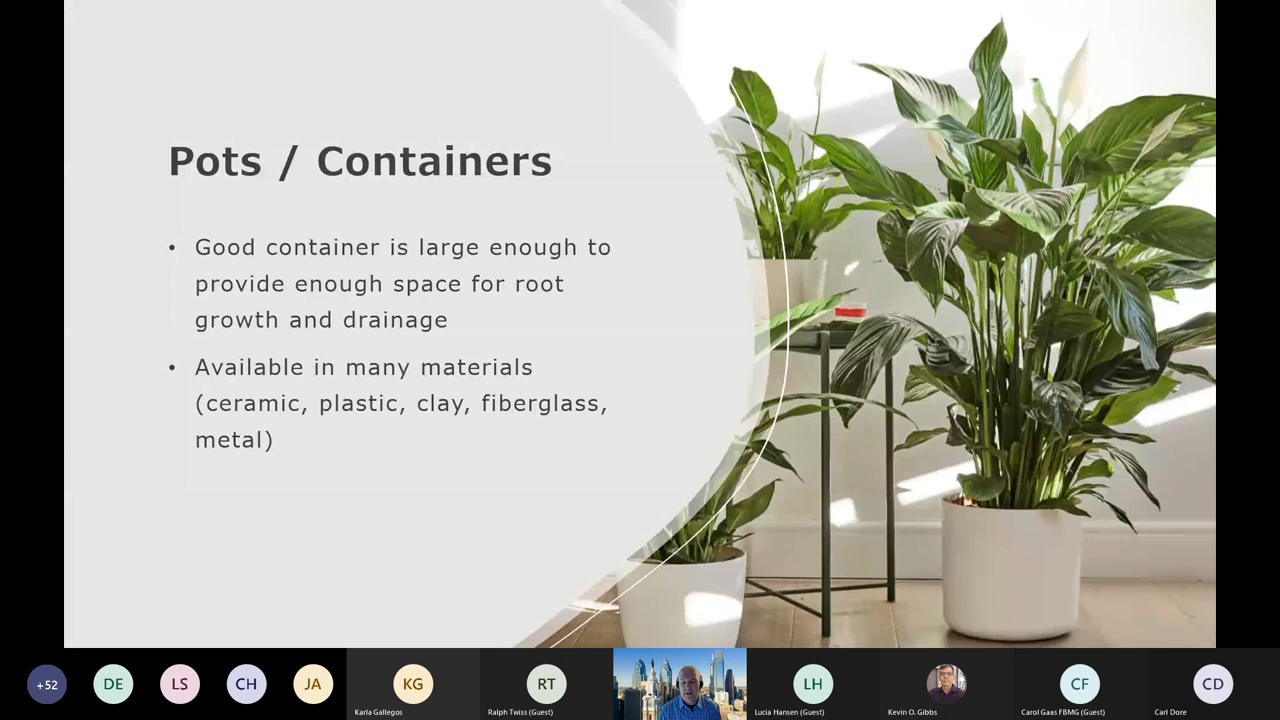 Pots / Containers
• Good container is large enough to
provide enough space for root
growth and drainage
• Available in many materials
(ceramic, plastic, clay, fiberglass,
metal)
+52
DE
LS
CH
JA
KG
RT
LH
CF
CD
Karla Gallegos
Ralph Twiss (Guest)
Lucia Hansen (Guest)
Kevin O. Gibbs
Carol Gaas FBMG (Guest)
Carl Dore